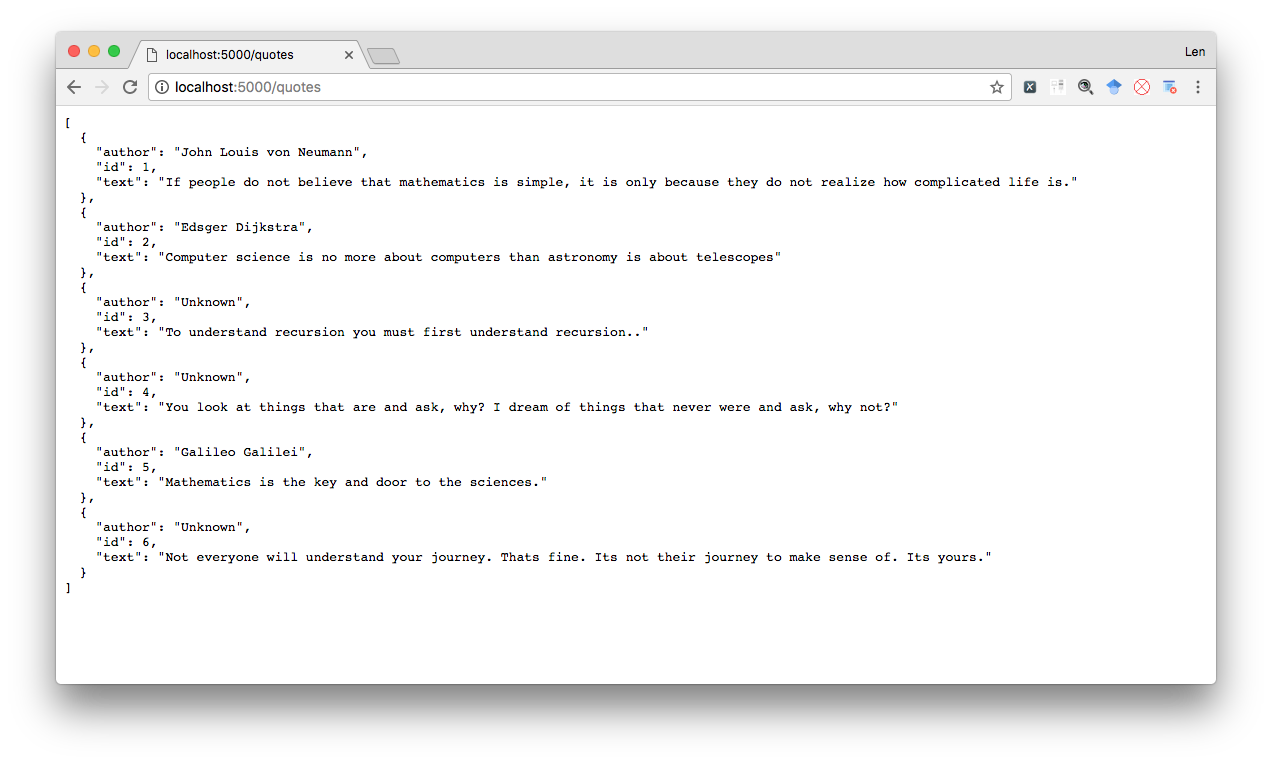 localhost:5000/quotes
Len
localhost:5000/quotes
[
  {
    "author": "John Louis von Neumann",
    "id": 1,
    "text": "If people do not believe that mathematics is simple, it is only because they do not realize how complicated life is."
  },
  {
    "author": "Edsger Dijkstra",
    "id": 2,
    "text": "Computer science is no more about computers than astronomy is about telescopes"
  },
  {
    "author": "Unknown",
    "id": 3,
    "text": "To understand recursion you must first understand recursion.."
  },
  {
    "author": "Unknown",
    "id": 4,
    "text": "You look at things that are and ask, why? I dream of things that never were and ask, why not?"
  },
  {
    "author": "Galileo Galilei",
    "id": 5,
    "text": "Mathematics is the key and door to the sciences."
  },
  {
    "author": "Unknown",
    "id": 6,
    "text": "Not everyone will understand your journey. Thats fine. Its not their journey to make sense of. Its yours."
  }
]